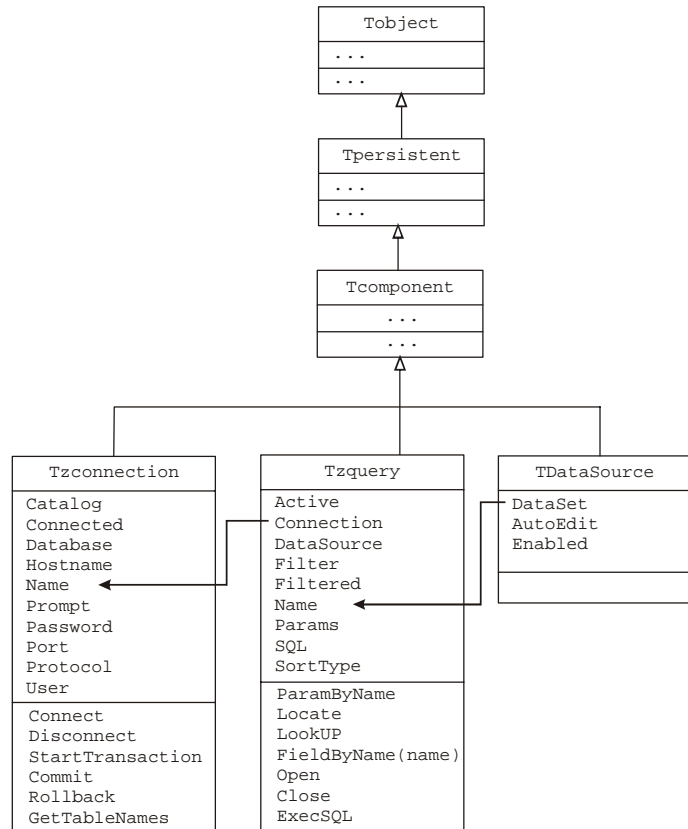 Tobject
...
...
Tpersistent
...
...
Tcomponent
...
...
Tzconnection
Catalog
Connected
Database
Hostname
Name
Prompt
Password
Port
Protocol
User
Connect
Disconnect
StartTransaction
Commit
Rollback
GetTableNames
Tzquery
Active
Connection
DataSource
Filter
Filtered
Name
Params
SQL
SortType
ParamByName
Locate
LookUP
FieldByName(name)
Open
Close
ExecSQL
TDataSource
DataSet
AutoEdit
Enabled